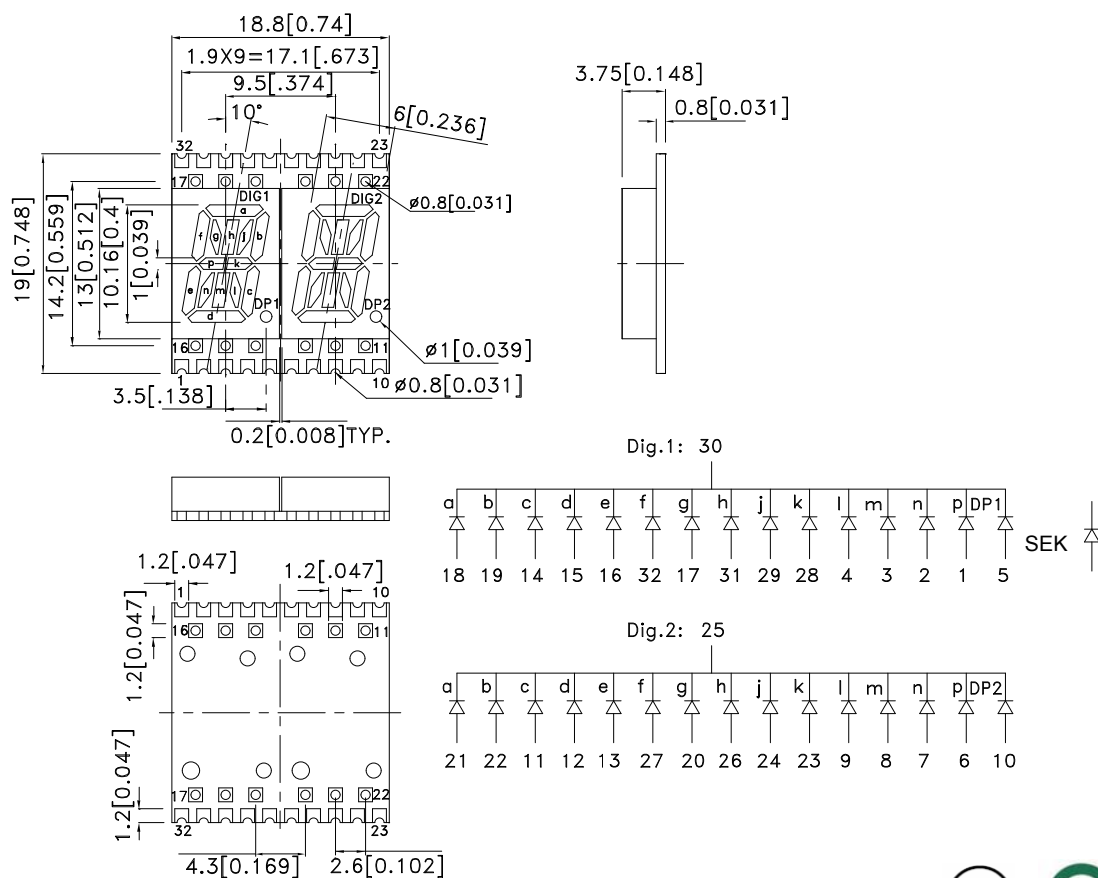 18.8[0.74]
1.9X9=17.1[.673]
9.5[.374]
10°
6[0.236]
3.75[0.148]
0.8[0.031]
32
23
17
22
DIG1
DIG2
ø0.8[0.031]
a
f g h j b
p k
e n m l c
d
DP1
DP2
19[0.748]
14.2[0.559]
13[0.512]
10.16[0.4]
1[0.039]
16
11
1
10
ø1[0.039]
ø0.8[0.031]
3.5[.138]
0.2[0.008]TYP.
Dig.1: 30
a b c d e f g h j k l m n p DP1
18 19 14 15 16 32 17 31 29 28 4 3 2 1 5
SEK
Dig.2: 25
a b c d e f g h j k l m n p DP2
21 22 11 12 13 27 20 26 24 23 9 8 7 6 10
1.2[.047]
1.2[.047]
1
10
16
11
1.2[0.047]
1.2[0.047]
17
22
32
23
4.3[0.169]
2.6[0.102]